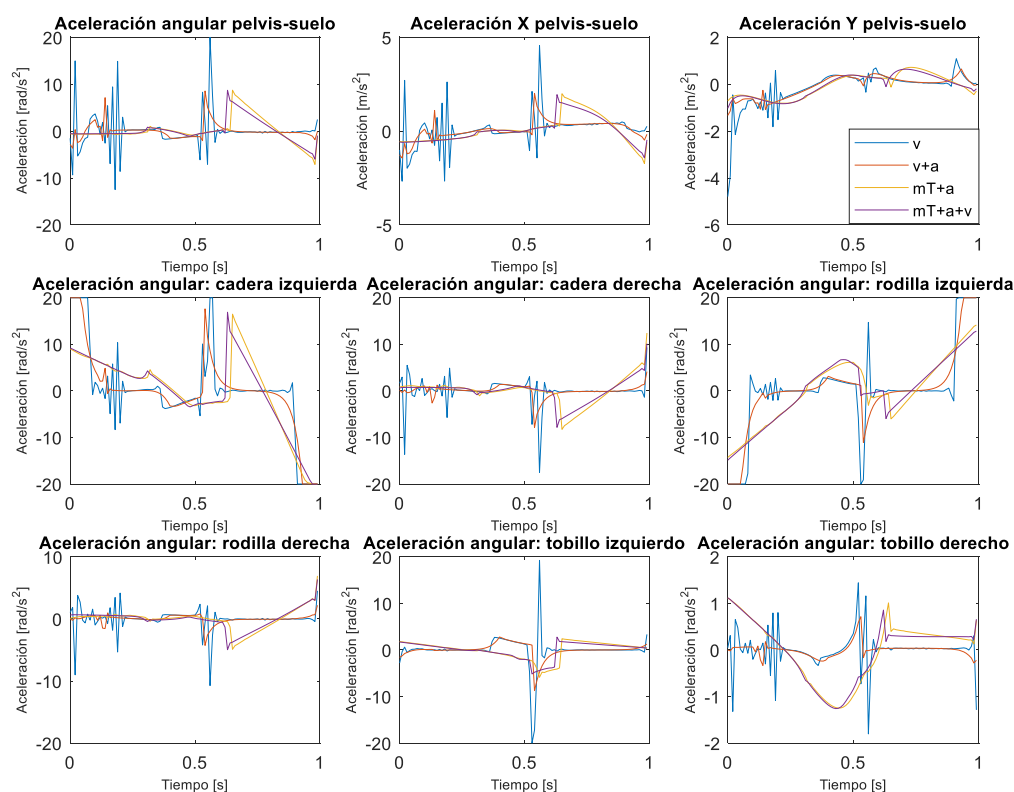 Aceleración angular pelvis-suelo
Aceleración [rad/s²]
20
10
0
-10
-20
0
0.5
1
Tiempo [s]
Aceleración X pelvis-suelo
Aceleración [m/s²]
5
0
-5
0
0.5
1
Tiempo [s]
Aceleración Y pelvis-suelo
Aceleración [m/s²]
2
0
-2
-4
-6
v
v+a
mT+a
mT+a+v
0
0.5
1
Tiempo [s]
Aceleración angular: cadera izquierda
Aceleración [rad/s²]
20
10
0
-10
-20
0
0.5
1
Tiempo [s]
Aceleración angular: cadera derecha
Aceleración [rad/s²]
20
10
0
-10
-20
0
0.5
1
Tiempo [s]
Aceleración angular: rodilla izquierda
Aceleración [rad/s²]
20
10
0
-10
-20
0
0.5
1
Tiempo [s]
Aceleración angular: rodilla derecha
Aceleración [rad/s²]
10
0
-10
-20
0
0.5
1
Tiempo [s]
Aceleración angular: tobillo izquierdo
Aceleración [rad/s²]
20
10
0
-10
-20
0
0.5
1
Tiempo [s]
Aceleración angular: tobillo derecho
Aceleración [rad/s²]
2
1
0
-1
-2
0
0.5
1
Tiempo [s]